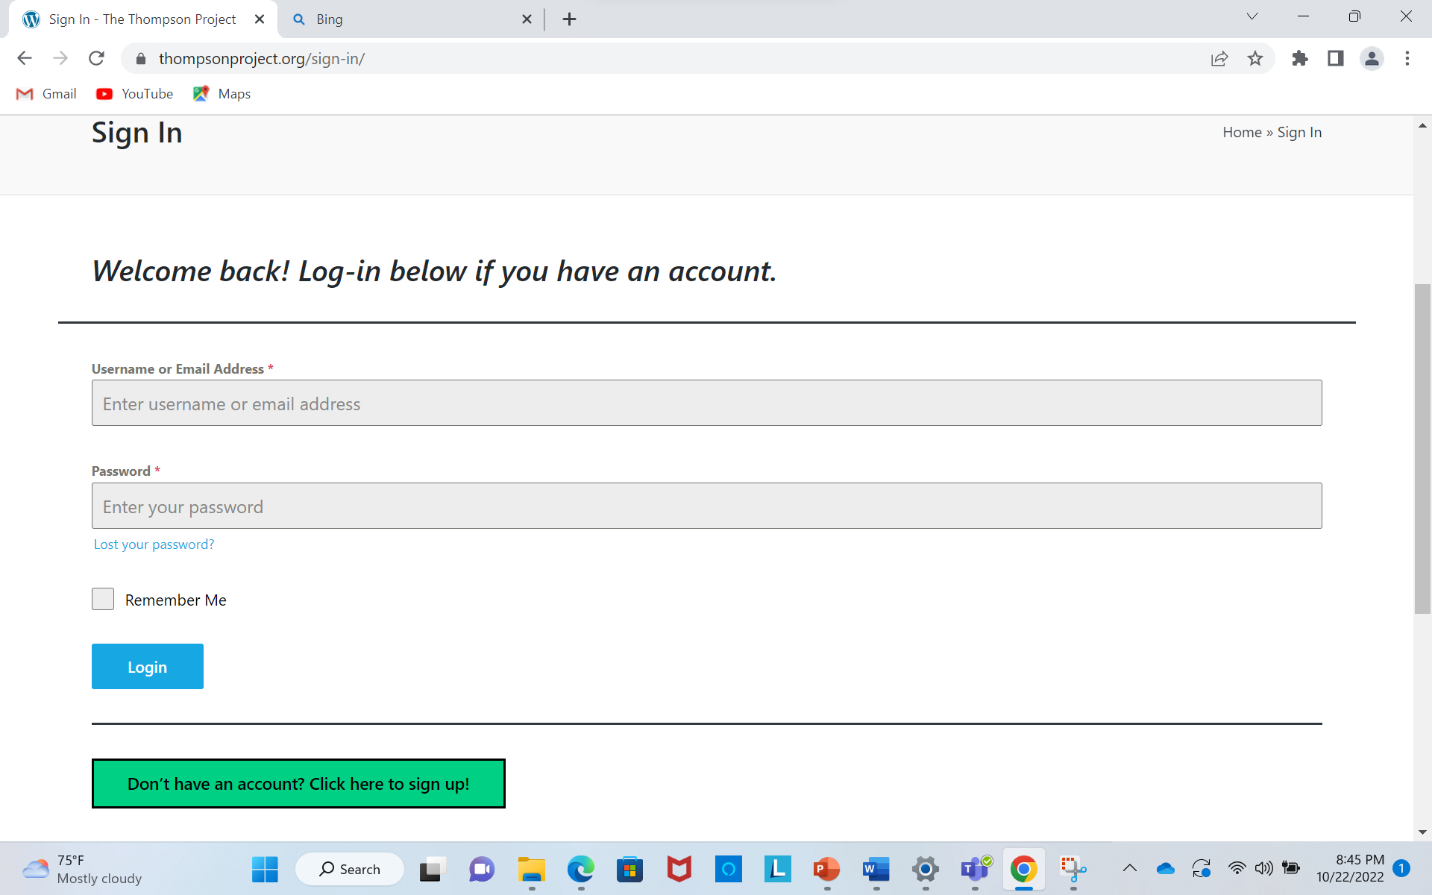 Sign In - The Thompson Project
Bing
thompsonproject.org/sign-in/
Gmail
YouTube
Maps
Sign In
Home » Sign In
Welcome back! Log-in below if you have an account.
Username or Email Address *
Enter username or email address
Password *
Enter your password
Lost your password?
Remember Me
Login
Don't have an account? Click here to sign up!
75°F
Mostly cloudy
Search
L
P
W
T
8:45 PM
10/22/2022
1